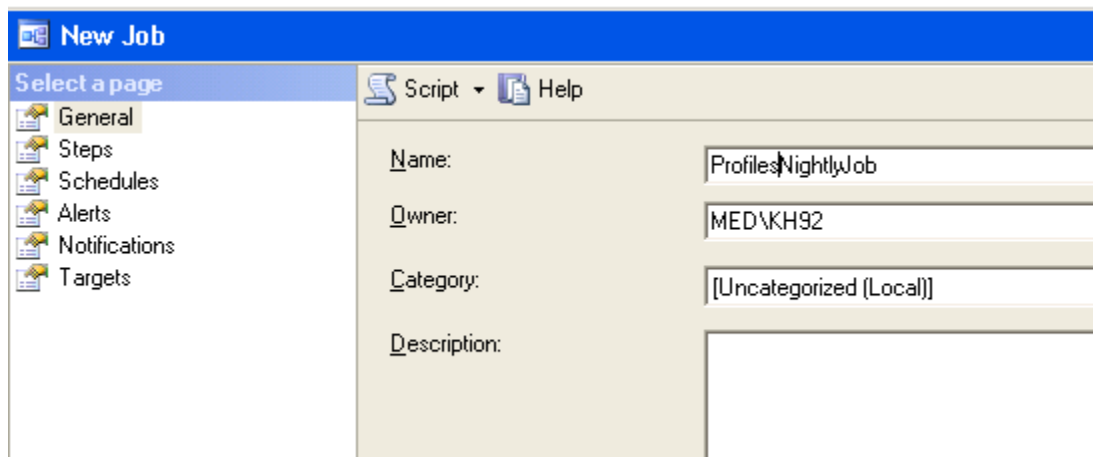 New Job
Select a page
General
Steps
Schedules
Alerts
Notifications
Targets
Script Help
Name: ProfilesNightlyJob
Owner: MED\KH92
Category: [Uncategorized (Local)]
Description: